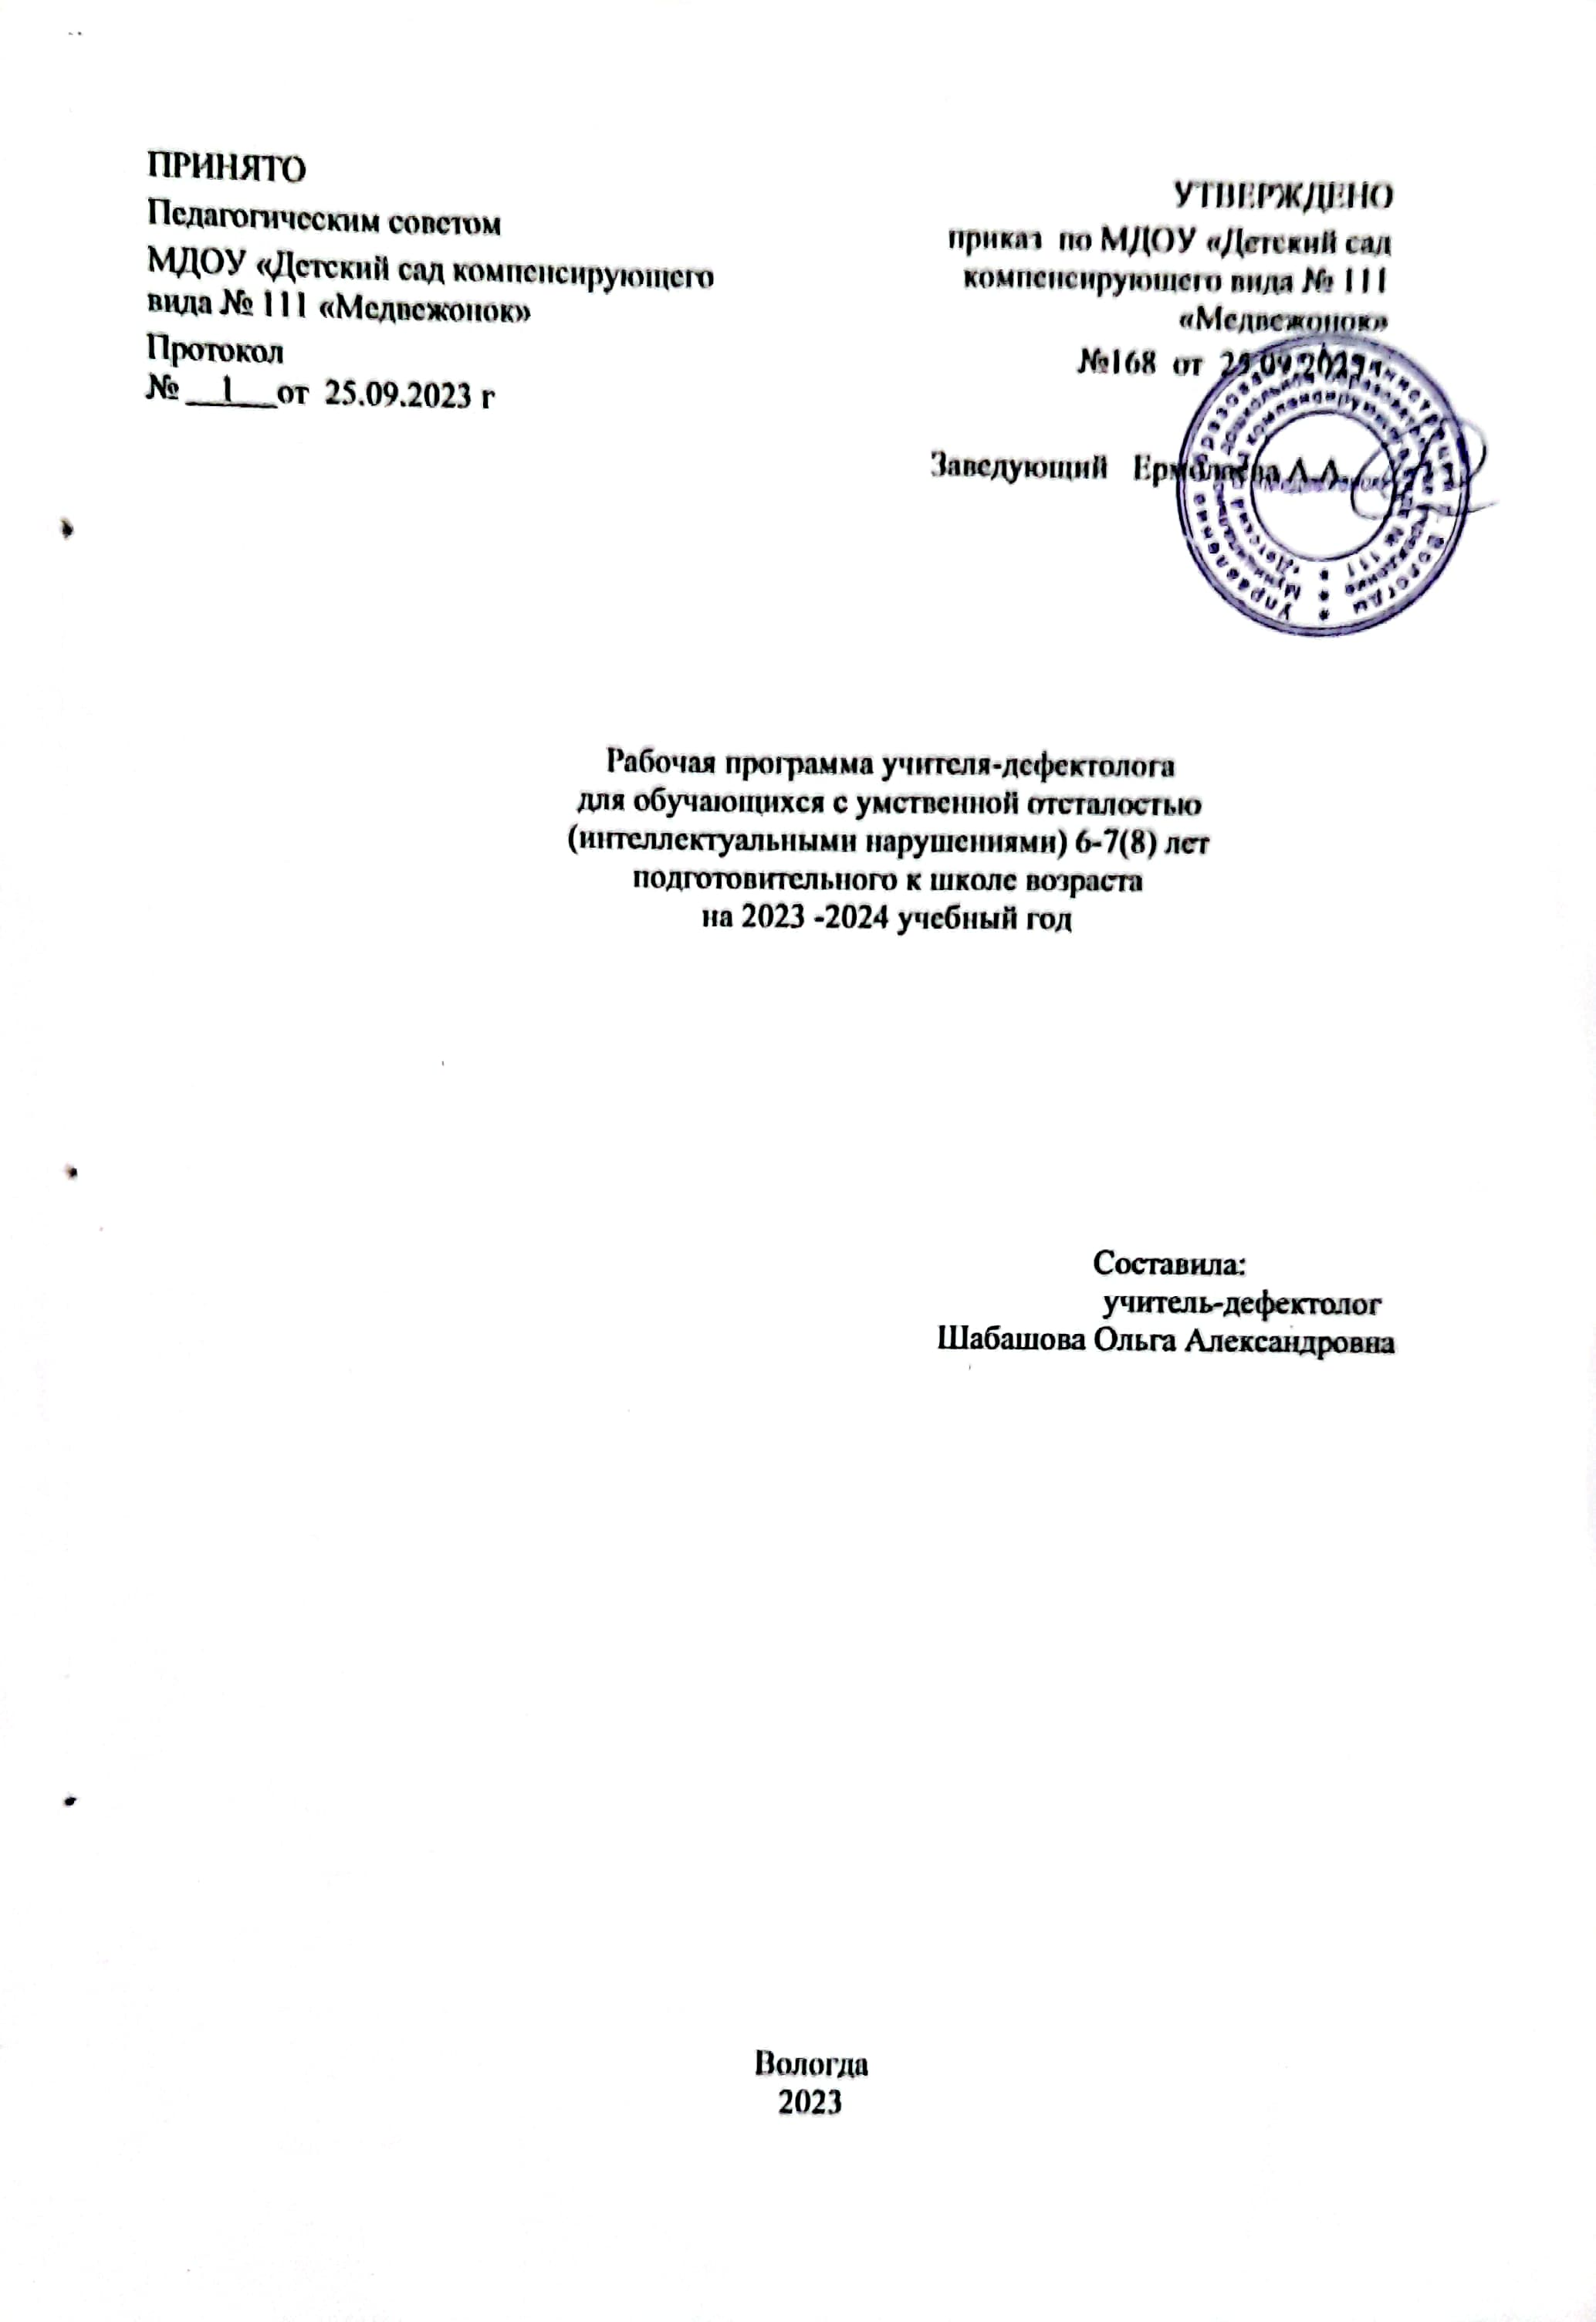 ПРИНЯТО
Педагогическим советом
МДОУ «Детский сад компенсирующего
вида № 111 «Медвежонок»
Протокол
№ __1__от 25.09.2023 г
УТВЕРЖДЕНО
приказ по МДОУ «Детский сад
компенсирующего вида № 111
«Медвежонок»
№168 от 25.09.2023
Заведующий Ермолаева А.А.
Рабочая программа учителя-дефектолога
для обучающихся с умственной отсталостью
(интеллектуальными нарушениями) 6-7(8) лет
подготовительного к школе возраста
на 2023 -2024 учебный год
Составила:
учитель-дефектолог
Шабашова Ольга Александровна
Вологда
2023